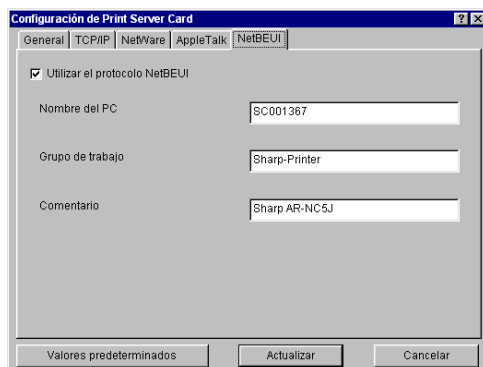 Configuración de Print Server Card
General TCP/IP NetWare AppleTalk NetBEUI
Utilizar el protocolo NetBEUI
Nombre del PC SC001367
Grupo de trabajo Sharp-Printer
Comentario Sharp AR-NC5J
Valores predeterminados Actualizar Cancelar